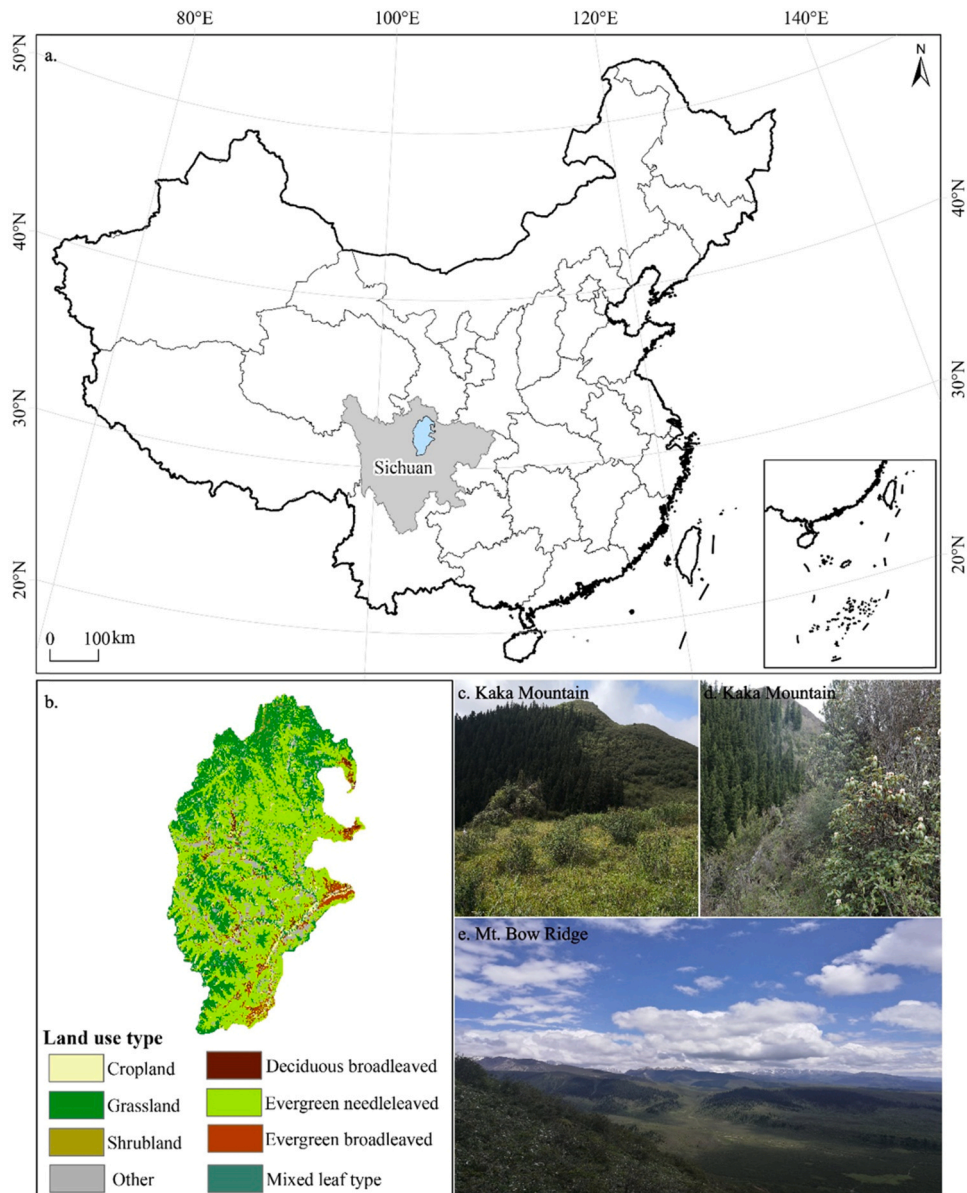 80°E 100°E 120°E 140°E
a.
N
50°N
40°N
30°N
20°N
40°N
30°N
20°N
Sichuan
0 100km
b.
Land use type
Cropland
Grassland
Shrubland
Other
Deciduous broadleaved
Evergreen needleleaved
Evergreen broadleaved
Mixed leaf type
c. Kaka Mountain
d. Kaka Mountain
e. Mt. Bow Ridge